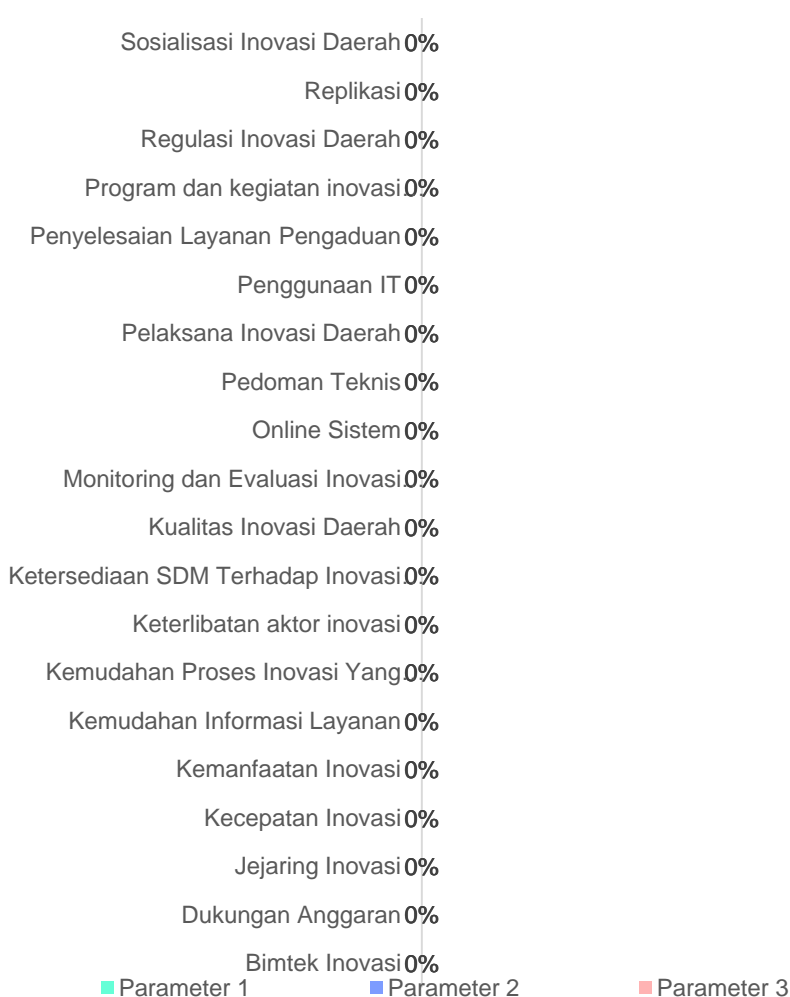 Sosialisasi Inovasi Daerah 0%
Replikasi 0%
Regulasi Inovasi Daerah 0%
Program dan kegiatan inovasi… 0%
Penyelesaian Layanan Pengaduan 0%
Penggunaan IT 0%
Pelaksana Inovasi Daerah 0%
Pedoman Teknis 0%
Online Sistem 0%
Monitoring dan Evaluasi Inovasi… 0%
Kualitas Inovasi Daerah 0%
Ketersediaan SDM Terhadap Inovasi… 0%
Keterlibatan aktor inovasi 0%
Kemudahan Proses Inovasi Yang… 0%
Kemudahan Informasi Layanan 0%
Kemanfaatan Inovasi 0%
Kecepatan Inovasi 0%
Jejaring Inovasi 0%
Dukungan Anggaran 0%
Bimtek Inovasi 0%
Parameter 1 Parameter 2 Parameter 3